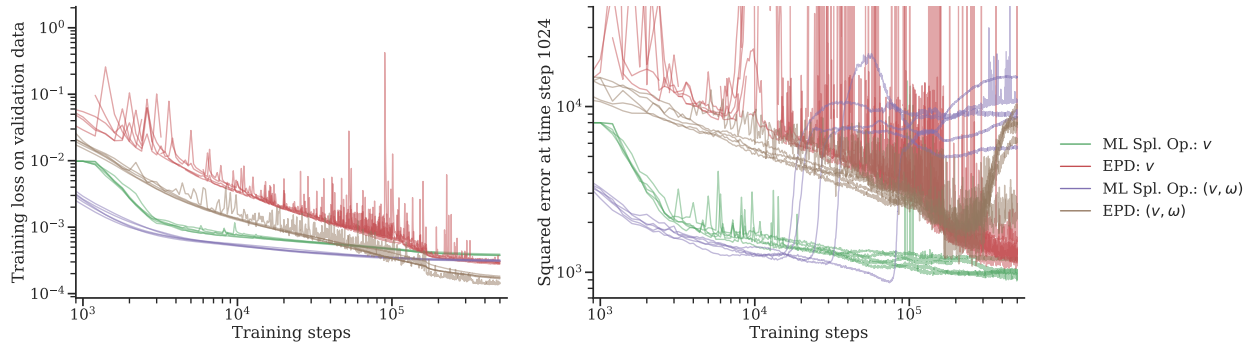 Training loss on validation data
10⁰
10⁻¹
10⁻²
10⁻³
10⁻⁴
10³
10⁴
10⁵
Training steps
Squared error at time step 1024
10⁴
10³
10³
10⁴
10⁵
Training steps
ML Spl. Op.: v
EPD: v
ML Spl. Op.: (v, ω)
EPD: (v, ω)